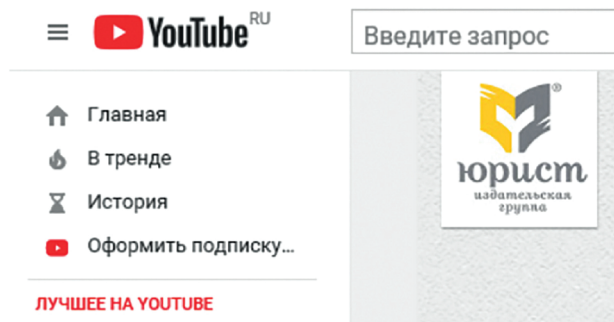 YouTube RU
Введите запрос
Главная
В тренде
История
Оформить подписку...
ЛУЧШЕЕ НА YOUTUBE
®
юрист
издательская
группа